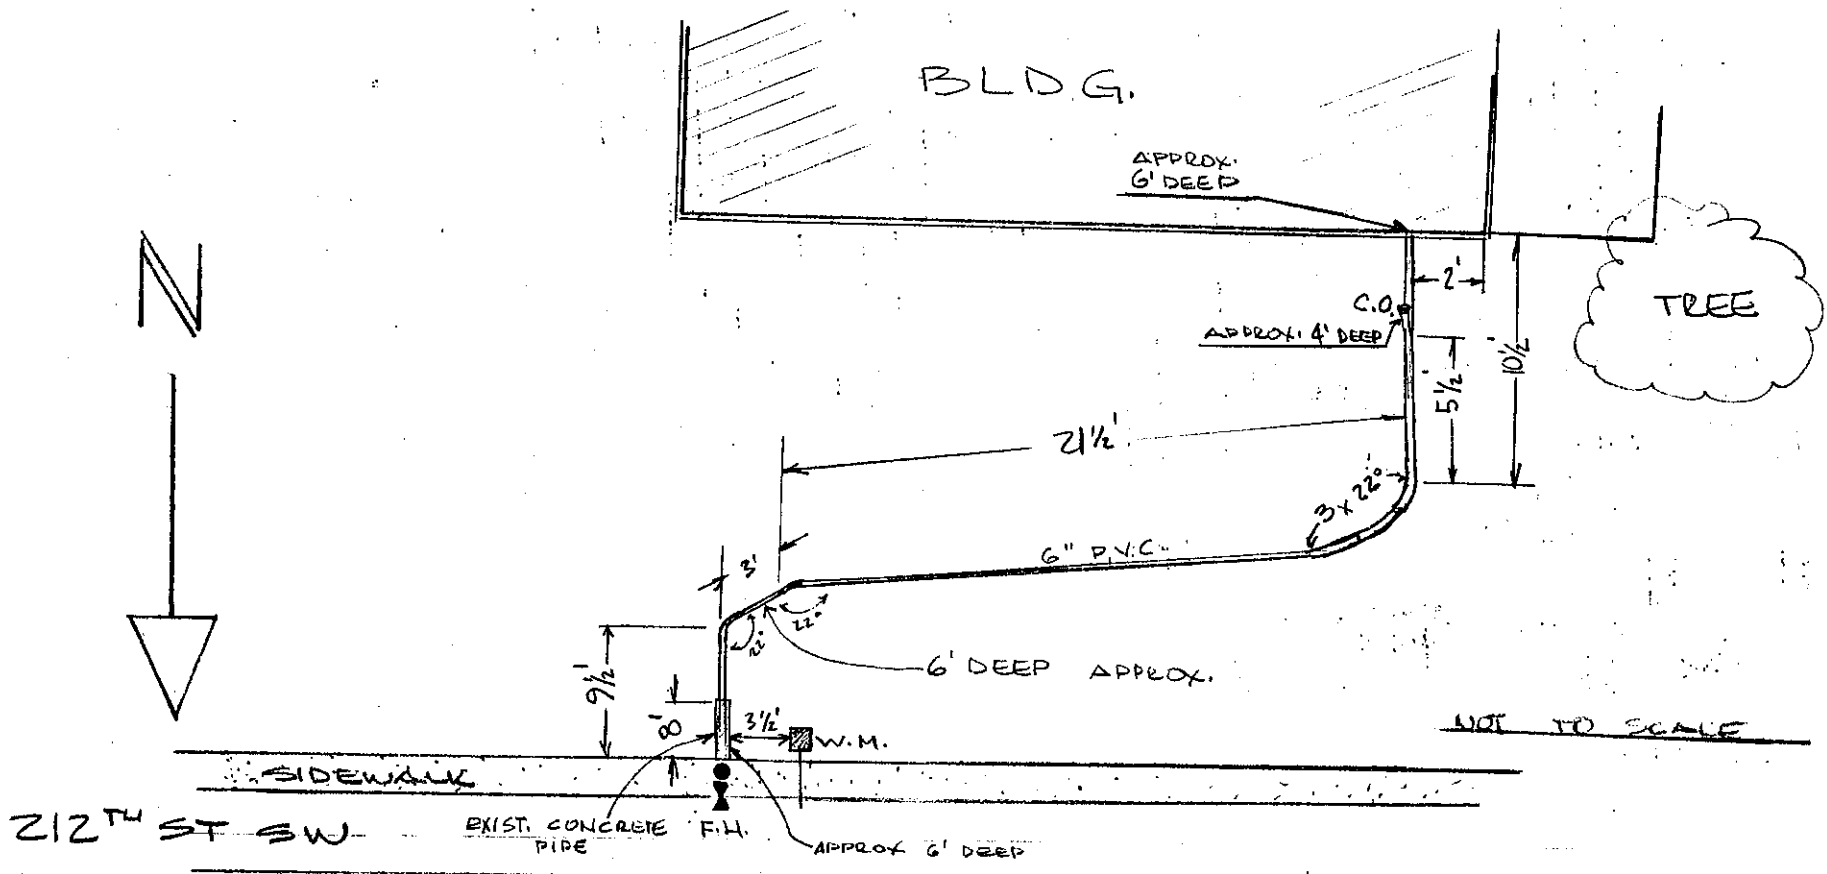 BLDG.
APPROX.
6' DEEP
N
2'
C.O.
TREE
APPROX. 4' DEEP
5½'
10½'
21½'
3 x 22°
6" P.V.C.
3'
22°
22°
6' DEEP APPROX.
9½'
8'
3½'
W.M.
NOT TO SCALE
SIDEWALK
212TH ST SW
EXIST. CONCRETE
PIPE
F.H.
APPROX 6' DEEP